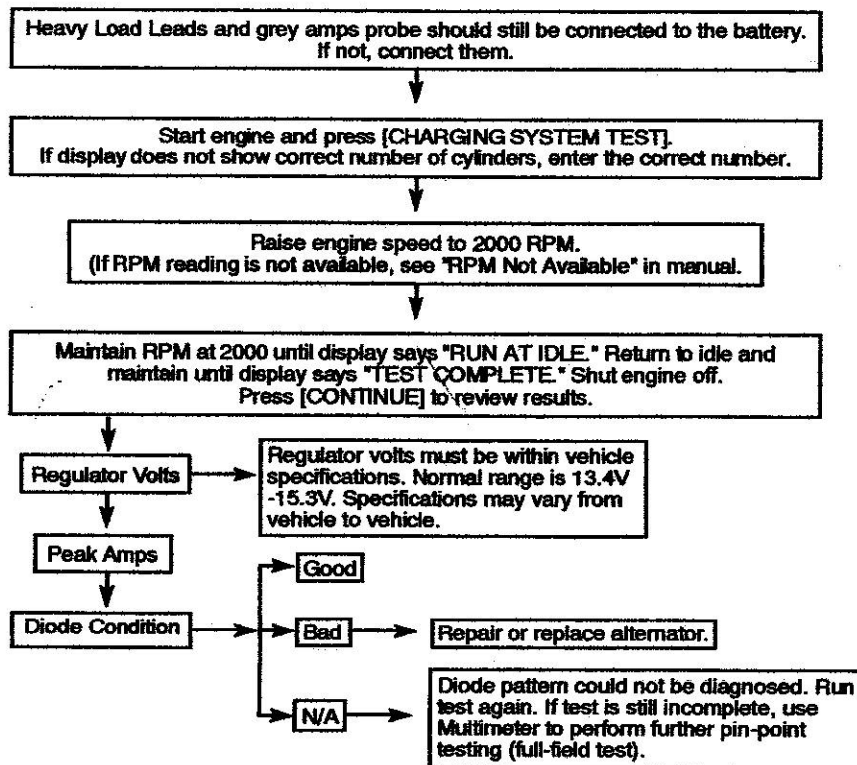 Heavy Load Leads and grey amps probe should still be connected to the battery.
If not, connect them.
Start engine and press [CHARGING SYSTEM TEST].
If display does not show correct number of cylinders, enter the correct number.
Raise engine speed to 2000 RPM.
(If RPM reading is not available, see "RPM Not Available" in manual.
Maintain RPM at 2000 until display says "RUN AT IDLE." Return to idle and
maintain until display says "TEST COMPLETE." Shut engine off.
Press [CONTINUE] to review results.
Regulator Volts
Regulator volts must be within vehicle
specifications. Normal range is 13.4V
-15.3V. Specifications may vary from
vehicle to vehicle.
Peak Amps
Diode Condition
Good
Bad
Repair or replace alternator.
N/A
Diode pattern could not be diagnosed. Run
test again. If test is still incomplete, use
Multimeter to perform further pin-point
testing (full-field test).